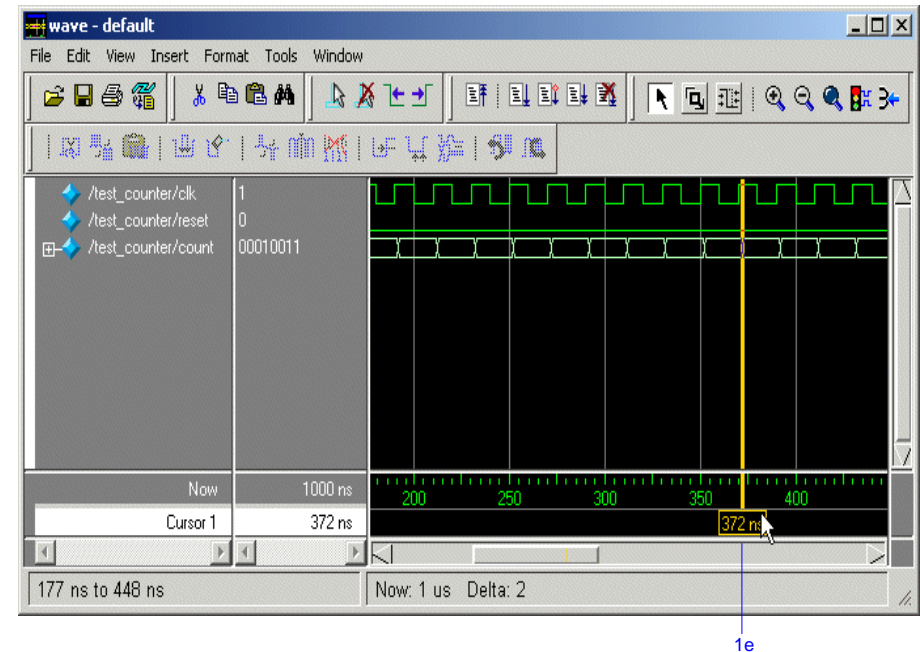 wave - default
File Edit View Insert Format Tools Window
/test_counter/clk 1
/test_counter/reset 0
/test_counter/count 00010011
Now 1000 ns
200 250 300 350 400
Cursor 1 372 ns
372 ns
177 ns to 448 ns
Now: 1 us Delta: 2
1e